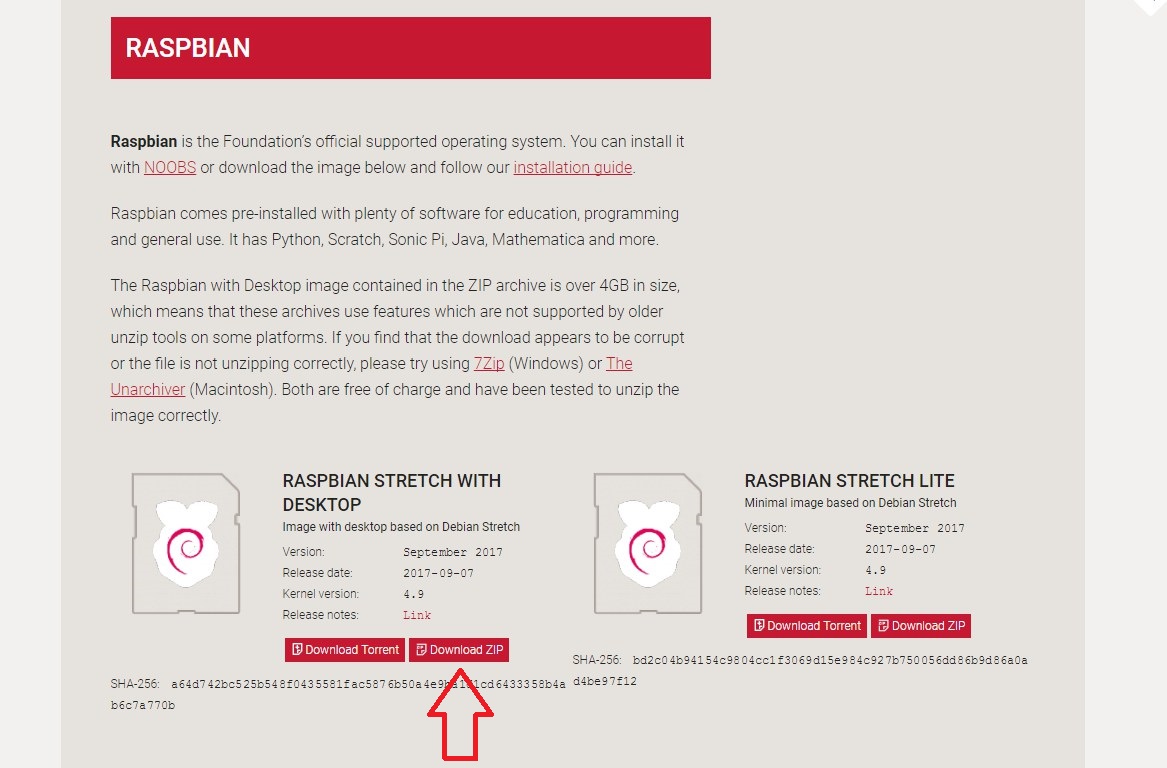 RASPBIAN
Raspbian is the Foundation's official supported operating system. You can install it
with NOOBS or download the image below and follow our installation guide.
Raspbian comes pre-installed with plenty of software for education, programming
and general use. It has Python, Scratch, Sonic Pi, Java, Mathematica and more.
The Raspbian with Desktop image contained in the ZIP archive is over 4GB in size,
which means that these archives use features which are not supported by older
unzip tools on some platforms. If you find that the download appears to be corrupt
or the file is not unzipping correctly, please try using 7Zip (Windows) or The
Unarchiver (Macintosh). Both are free of charge and have been tested to unzip the
image correctly.
RASPBIAN STRETCH WITH
DESKTOP
Image with desktop based on Debian Stretch
Version: September 2017
Release date: 2017-09-07
Kernel version: 4.9
Release notes: Link
Download Torrent Download ZIP
SHA-256:
b6c7a770b
RASPBIAN STRETCH LITE
Minimal image based on Debian Stretch
Version: September 2017
Release date: 2017-09-07
Kernel version: 4.9
Release notes: Link
Download Torrent Download ZIP
SHA-256: bd2c04b94154c9804cc1f3069d15e984c927b750056dd86b9d86a0a
d4be97f12